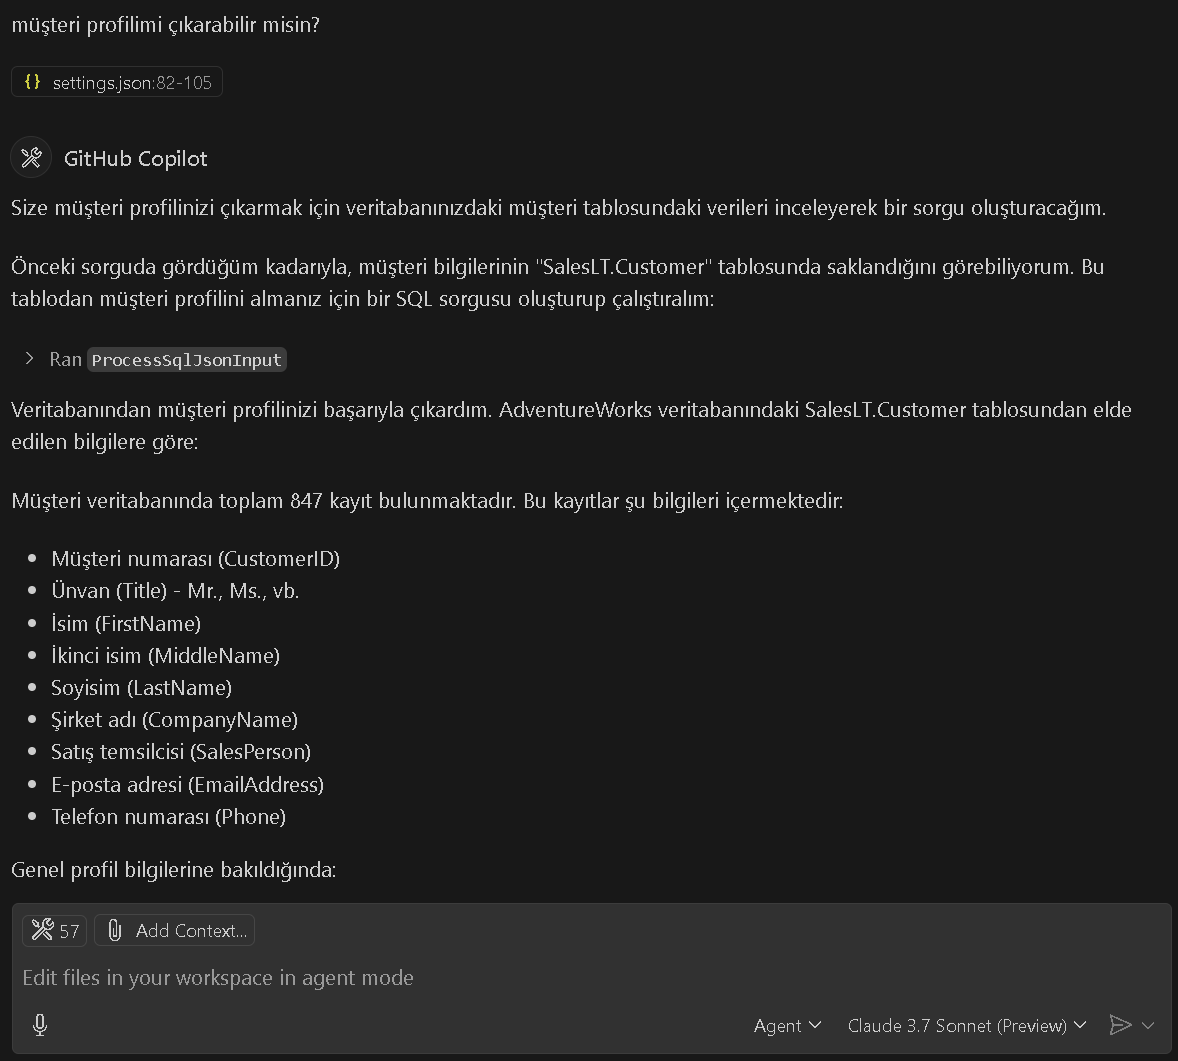 müşteri profilimi çıkarabilir misin?
{} settings.json:82-105
GitHub Copilot
Size müşteri profilinizi çıkarmak için veritabanınızdaki müşteri tablosundaki verileri inceleyerek bir sorgu oluşturacağım.
Önceki sorguda gördüğüm kadarıyla, müşteri bilgilerinin "SalesLT.Customer" tablosunda saklandığını görebiliyorum. Bu
tablodan müşteri profilini almanız için bir SQL sorgusu oluşturup çalıştıralım:
> Ran ProcessSqlJsonInput
Veritabanından müşteri profilinizi başarıyla çıkardım. AdventureWorks veritabanındaki SalesLT.Customer tablosundan elde
edilen bilgilere göre:
Müşteri veritabanında toplam 847 kayıt bulunmaktadır. Bu kayıtlar şu bilgileri içermektedir:
• Müşteri numarası (CustomerID)
• Ünvan (Title) - Mr., Ms., vb.
• İsim (FirstName)
• İkinci isim (MiddleName)
• Soyisim (LastName)
• Şirket adı (CompanyName)
• Satış temsilcisi (SalesPerson)
• E-posta adresi (EmailAddress)
• Telefon numarası (Phone)
Genel profil bilgilerine bakıldığında:
57 Add Context...
Edit files in your workspace in agent mode
Agent Claude 3.7 Sonnet (Preview)